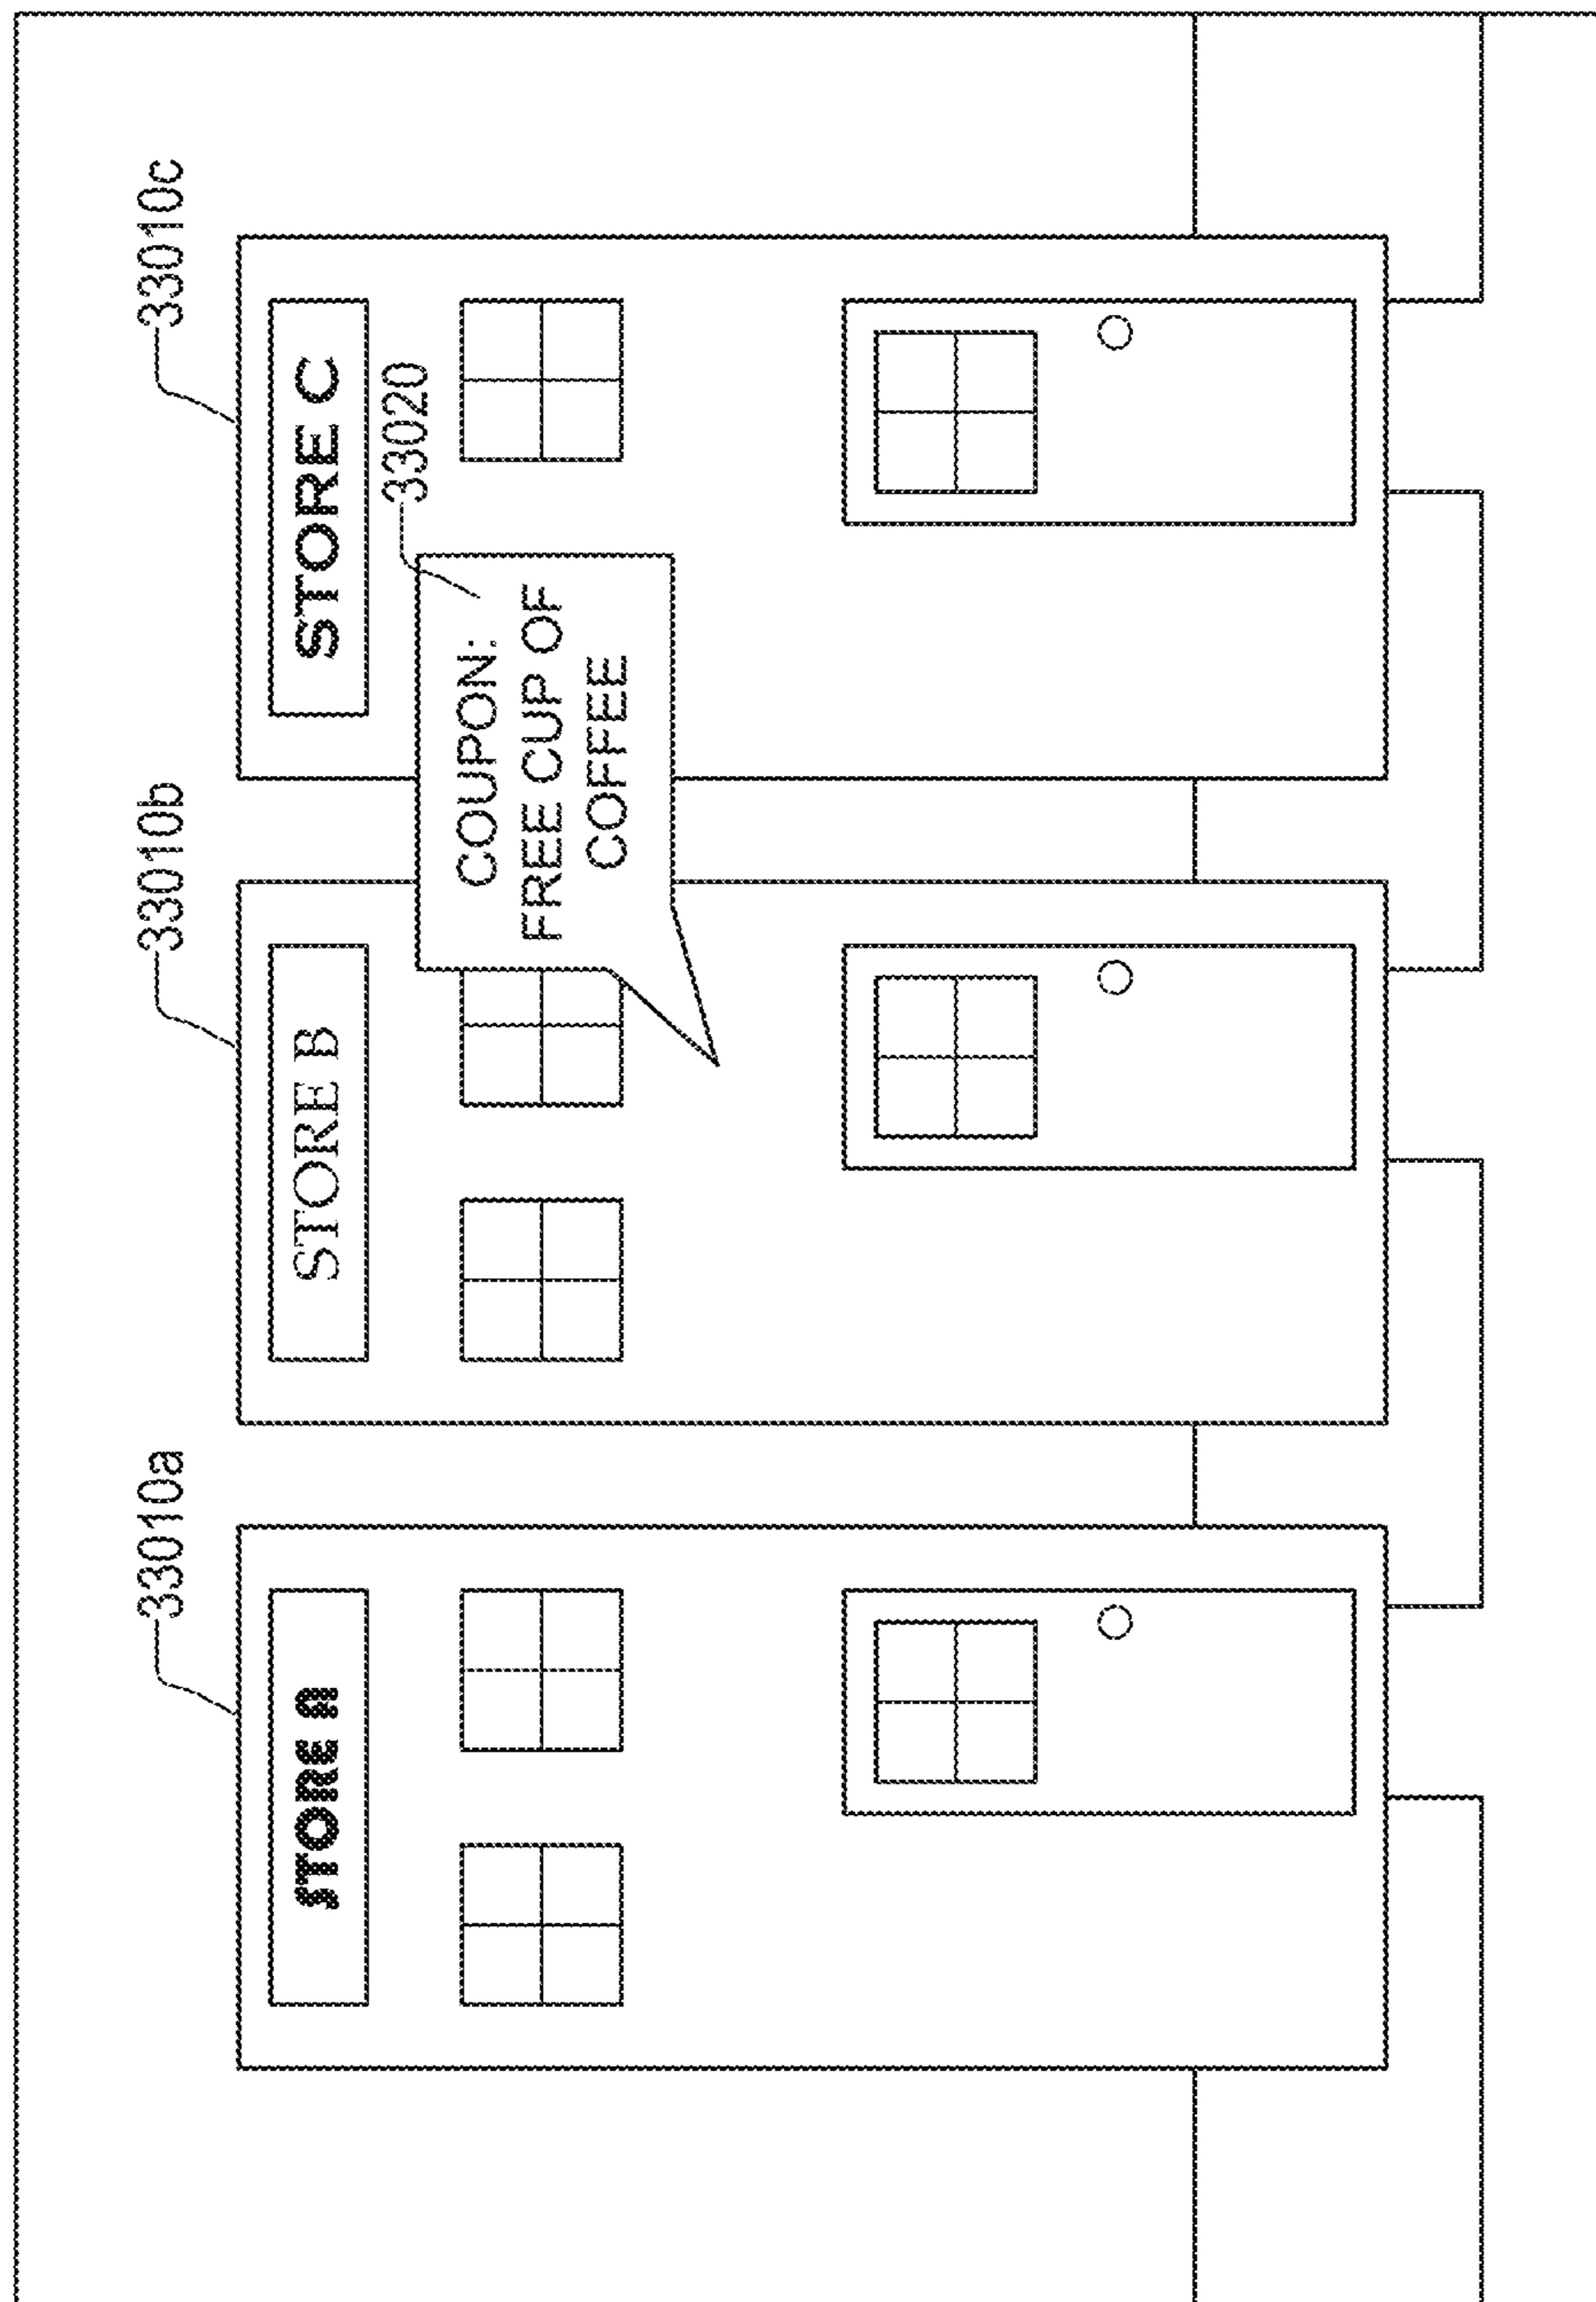 33010a
33010b
33010c
STORE A
STORE B
STORE C
33020
COUPON:
FREE CUP OF
COFFEE